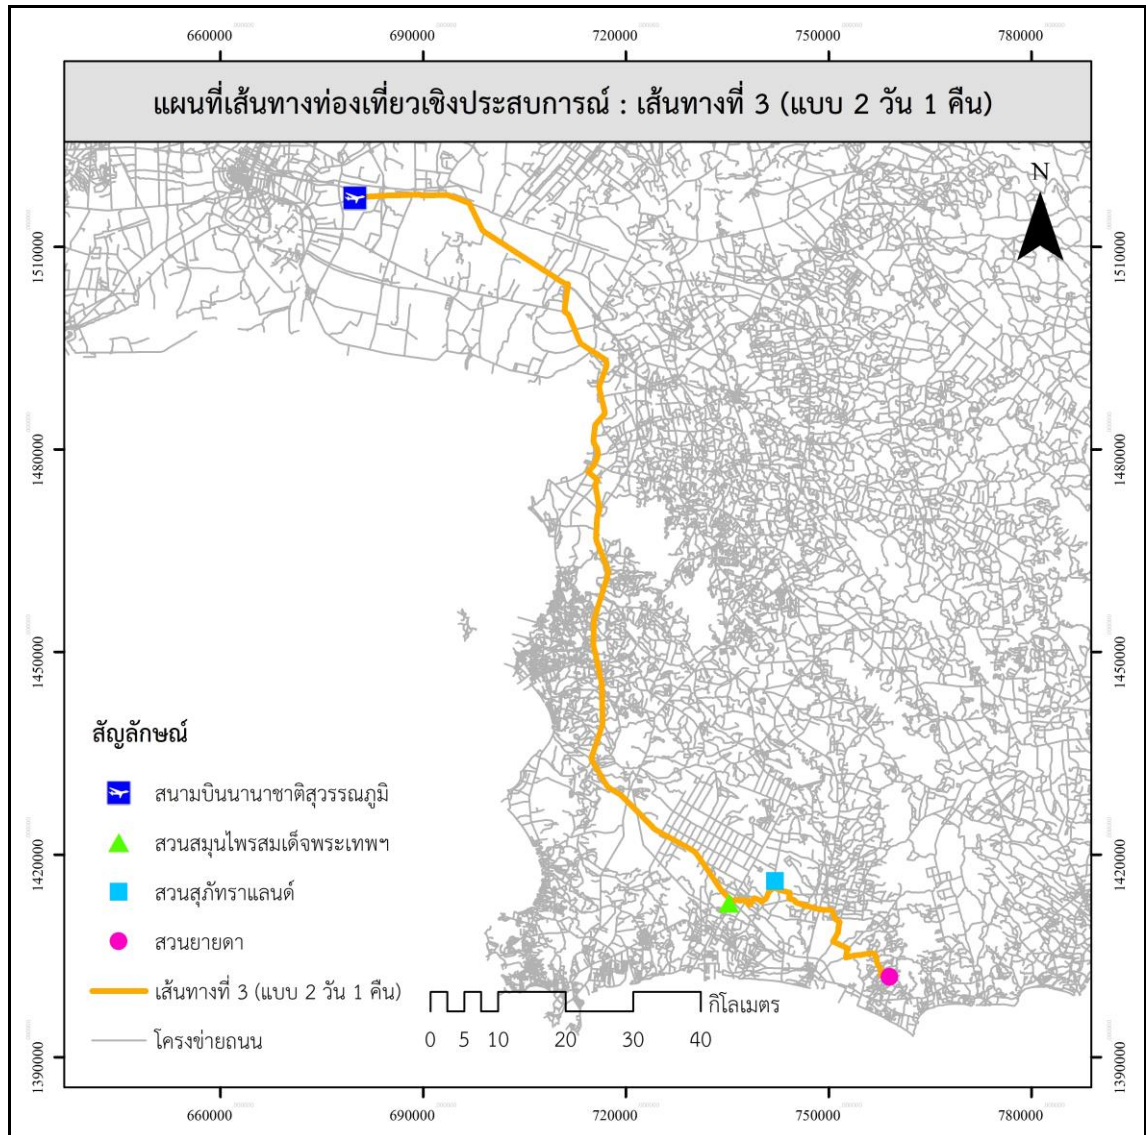 660000 690000 720000 750000 780000
แผนที่เส้นทางท่องเที่ยวเชิงประสบการณ์ : เส้นทางที่ 3 (แบบ 2 วัน 1 คืน)
N
1510000 1510000
1480000 1480000
1450000 1450000
สัญลักษณ์
สนามบินนานาชาติสุวรรณภูมิ
สวนสมุนไพรสมเด็จพระเทพฯ
1420000 1420000
สวนสุภัทราแลนด์
สวนยายดา
เส้นทางที่ 3 (แบบ 2 วัน 1 คืน)
กิโลเมตร
โครงข่ายถนน
0 5 10 20 30 40
1390000 1390000
660000 690000 720000 750000 780000